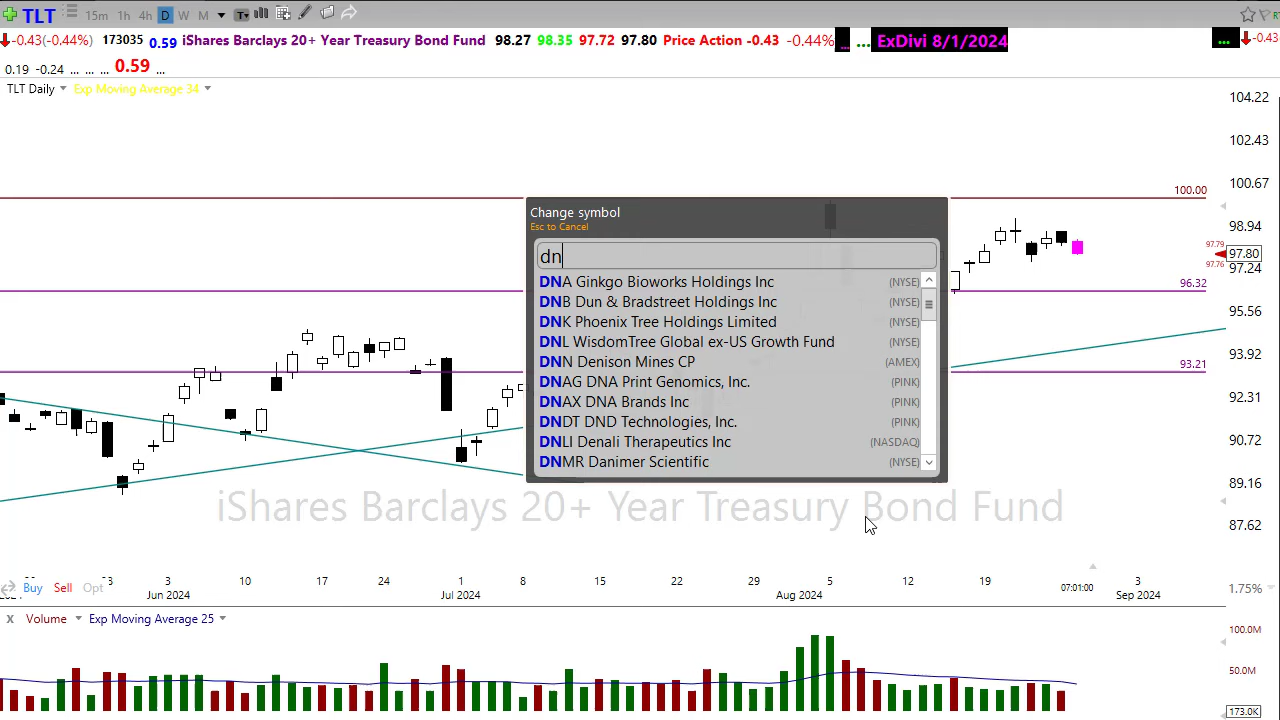 TLT 15m 1h 4h D W M T
-0.43(-0.44%) 173035 0.59 iShares Barclays 20+ Year Treasury Bond Fund 98.27 98.35 97.72 97.80 Price Action -0.43 -0.44% ... ... ExDivi 8/1/2024 ... -0.43
0.19 -0.24 ... ... ... 0.59 ...
TLT Daily Exp Moving Average 34
104.22
102.43
100.67
100.00
98.94
97.79
97.80
97.76
97.24
96.32
95.56
93.92
93.21
92.31
90.72
89.16
87.62
Change symbol
Esc to Cancel
dn
DNA Ginkgo Bioworks Holdings Inc (NYSE)
DNB Dun & Bradstreet Holdings Inc (NYSE)
DNK Phoenix Tree Holdings Limited (NYSE)
DNL WisdomTree Global ex-US Growth Fund (NYSE)
DNN Denison Mines CP (AMEX)
DNAG DNA Print Genomics, Inc. (PINK)
DNAX DNA Brands Inc (PINK)
DNDT DND Technologies, Inc. (PINK)
DNLI Denali Therapeutics Inc (NASDAQ)
DNMR Danimer Scientific (NYSE)
iShares Barclays 20+ Year Treasury Bond Fund
3 10 17 24 1 8 15 22 29 5 12 19 3
Buy Sell Opt 07:01:00 1.75%
Jun 2024 Jul 2024 Aug 2024 Sep 2024
X Volume Exp Moving Average 25
100.0M
50.0M
173.0K